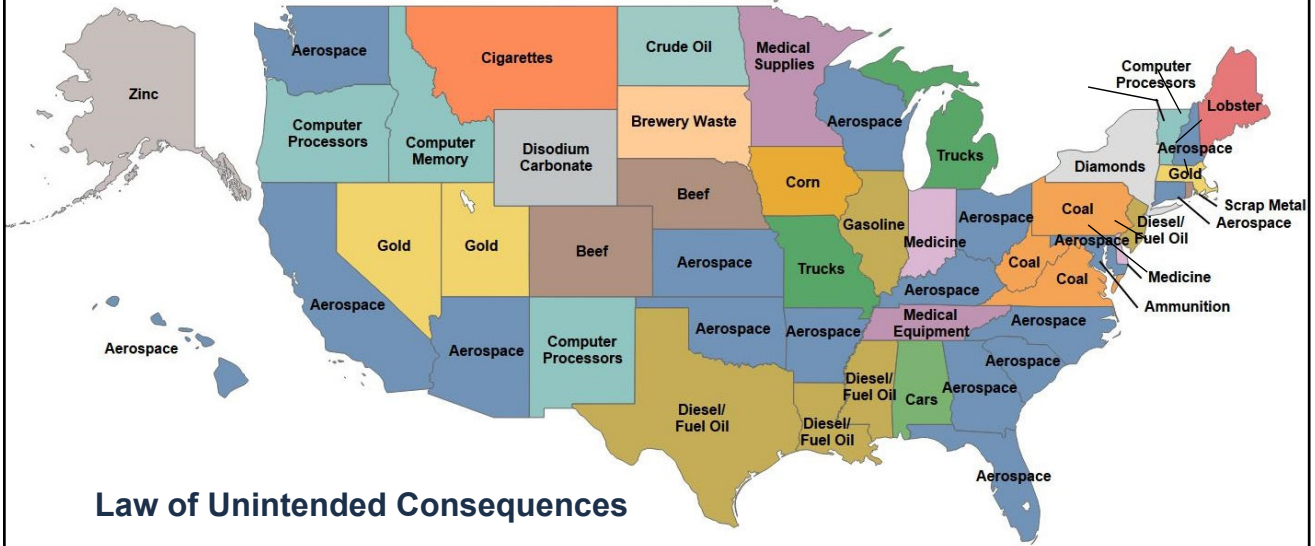 Aerospace
Cigarettes
Crude Oil
Medical
Supplies
Computer
Processors
Zinc
Lobster
Computer
Processors
Computer
Memory
Disodium
Carbonate
Brewery Waste
Aerospace
Trucks
Diamonds
Aerospace
Gold
Scrap Metal
Aerospace
Gold
Gold
Beef
Beef
Corn
Gasoline
Medicine
Aerospace
Coal
Diesel/
Fuel Oil
Aerospace
Medicine
Ammunition
Aerospace
Aerospace
Trucks
Aerospace
Coal
Coal
Aerospace
Aerospace
Computer
Processors
Aerospace
Aerospace
Medical
Equipment
Aerospace
Aerospace
Aerospace
Diesel/
Fuel Oil
Diesel/
Fuel Oil
Diesel/
Fuel Oil
Cars
Aerospace
Aerospace
Law of Unintended Consequences